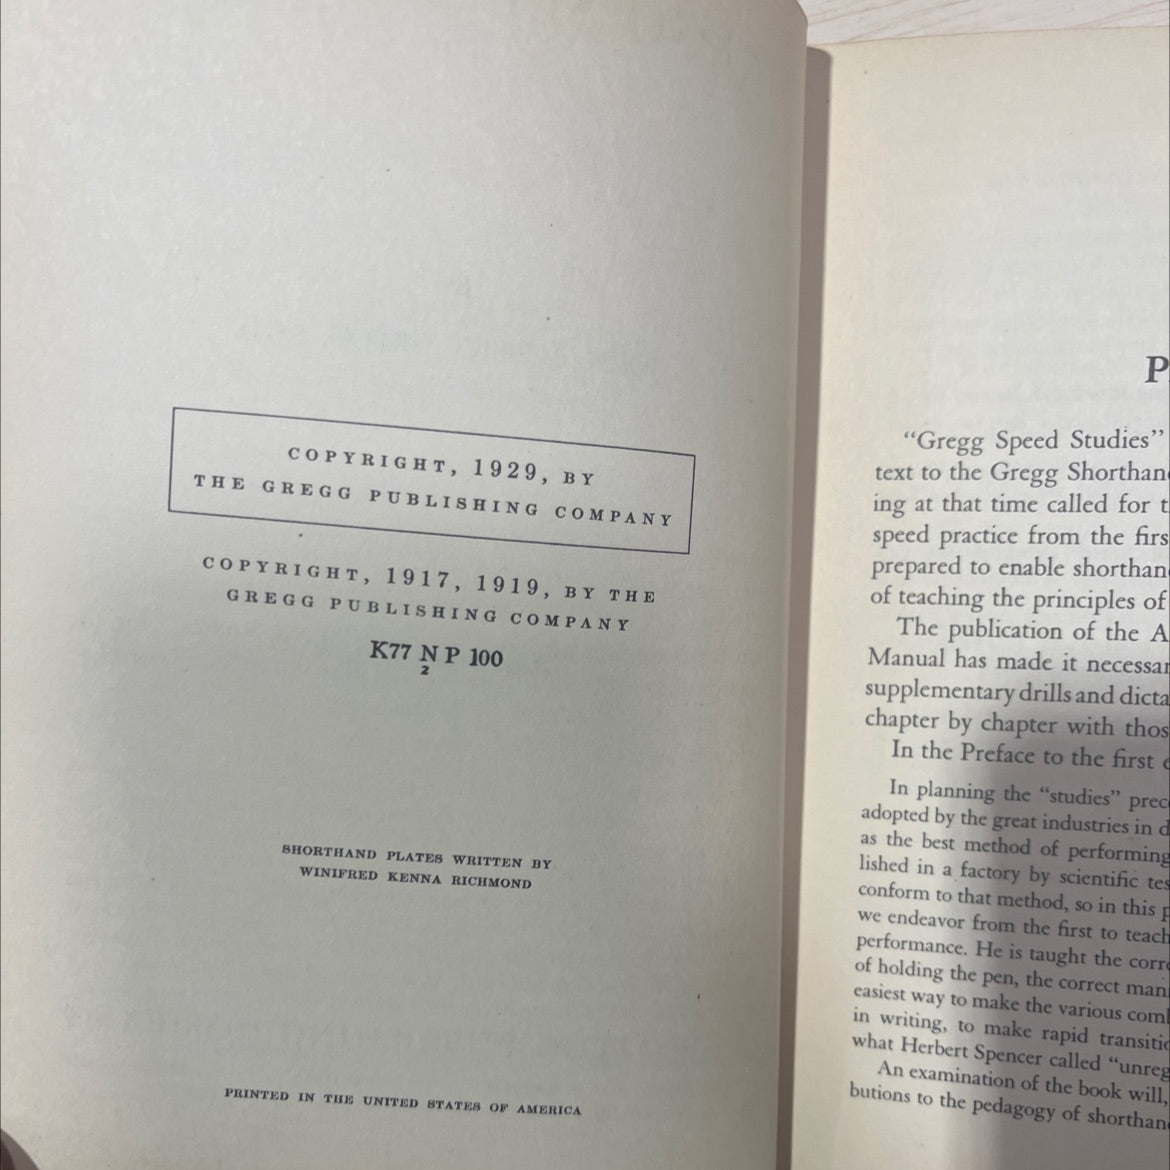 COPYRIGHT, 1929, BY
THE GREGG PUBLISHING COMPANY
COPYRIGHT, 1917, 1919, BY THE
GREGG PUBLISHING COMPANY
K77 N P 100
2
SHORTHAND PLATES WRITTEN BY
WINIFRED KENNA RICHMOND
PRINTED IN THE UNITED STATES OF AMERICA
P
“Gregg Speed Studies”
text to the Gregg Shorthan
ing at that time called for t
speed practice from the firs
prepared to enable shorthan
of teaching the principles of
The publication of the A
Manual has made it necessar
supplementary drills and dicta
chapter by chapter with thos
In the Preface to the first e
In planning the “studies” prec
adopted by the great industries in d
as the best method of performing
lished in a factory by scientific tes
conform to that method, so in this p
we endeavor from the first to teach
performance. He is taught the corre
of holding the pen, the correct man
easiest way to make the various com
in writing, to make rapid transitio
what Herbert Spencer called “unreg
An examination of the book will,
butions to the pedagogy of shorthan